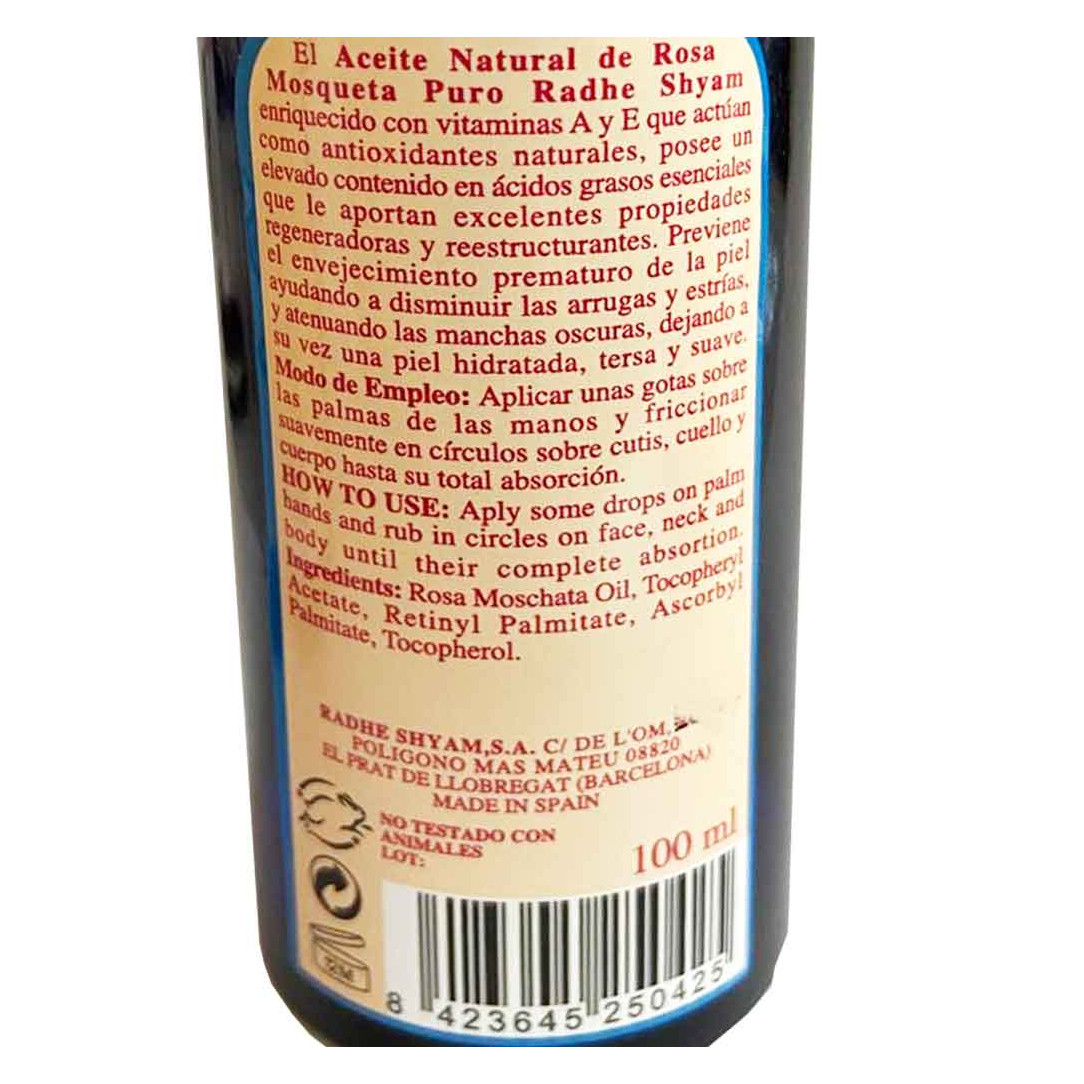 El Aceite Natural de Rosa
Mosqueta Puro Radhe Shyam
enriquecido con vitaminas A y E que actúan
como antioxidantes naturales, posee un
elevado contenido en ácidos grasos esenciales
que le aportan excelentes propiedades
regeneradoras y reestructurantes. Previene
el envejecimiento prematuro de la piel
ayudando a disminuir las arrugas y estrías,
y atenuando las manchas oscuras, dejando a
su vez una piel hidratada, tersa y suave.
Modo de Empleo: Aplicar unas gotas sobre
las palmas de las manos y friccionar
suavemente en círculos sobre cutis, cuello y
cuerpo hasta su total absorción.
HOW TO USE: Aply some drops on palm
hands and rub in circles on face, neck and
body until their complete absortion.
Ingredients: Rosa Moschata Oil, Tocopheryl
Acetate, Retinyl Palmitate, Ascorbyl
Palmitate, Tocopherol.
RADHE SHYAM,S.A. C/ DE L'OM,
POLIGONO MAS MATEU 08820
EL PRAT DE LLOBREGAT (BARCELONA)
MADE IN SPAIN
NO TESTADO CON
ANIMALES
LOT:
100 ml
8 423645 250425